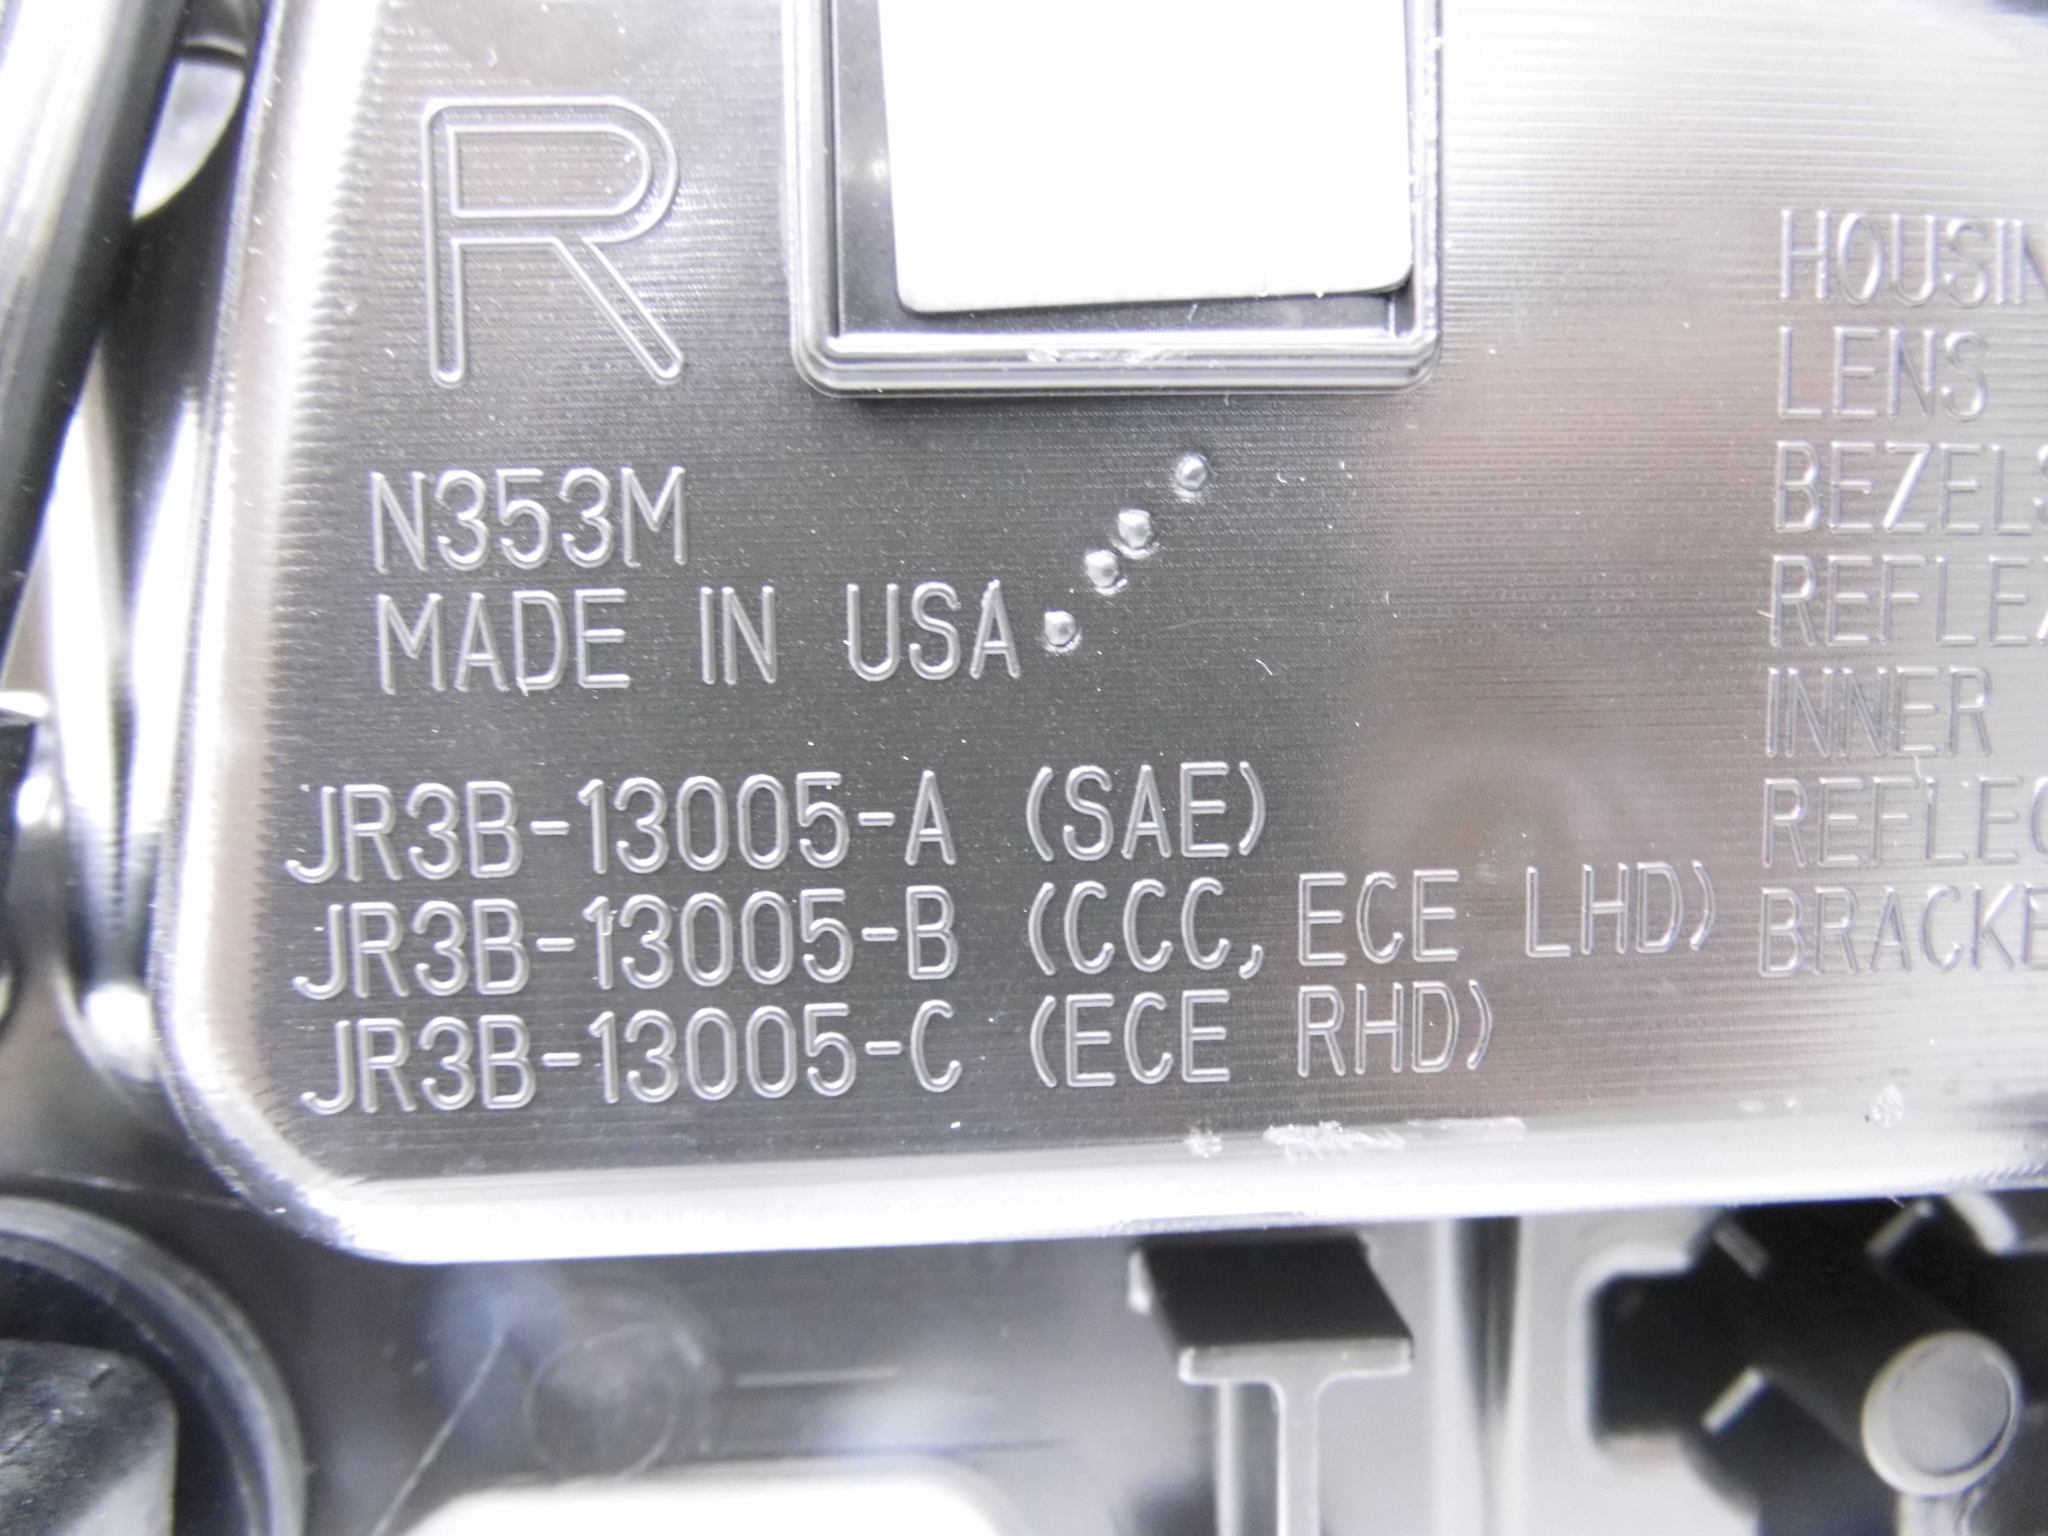 R
N353M
MADE IN USA
JR3B-13005-A (SAE)
JR3B-13005-B (CCC, ECE LHD)
JR3B-13005-C (ECE RHD)
LENS
INNER